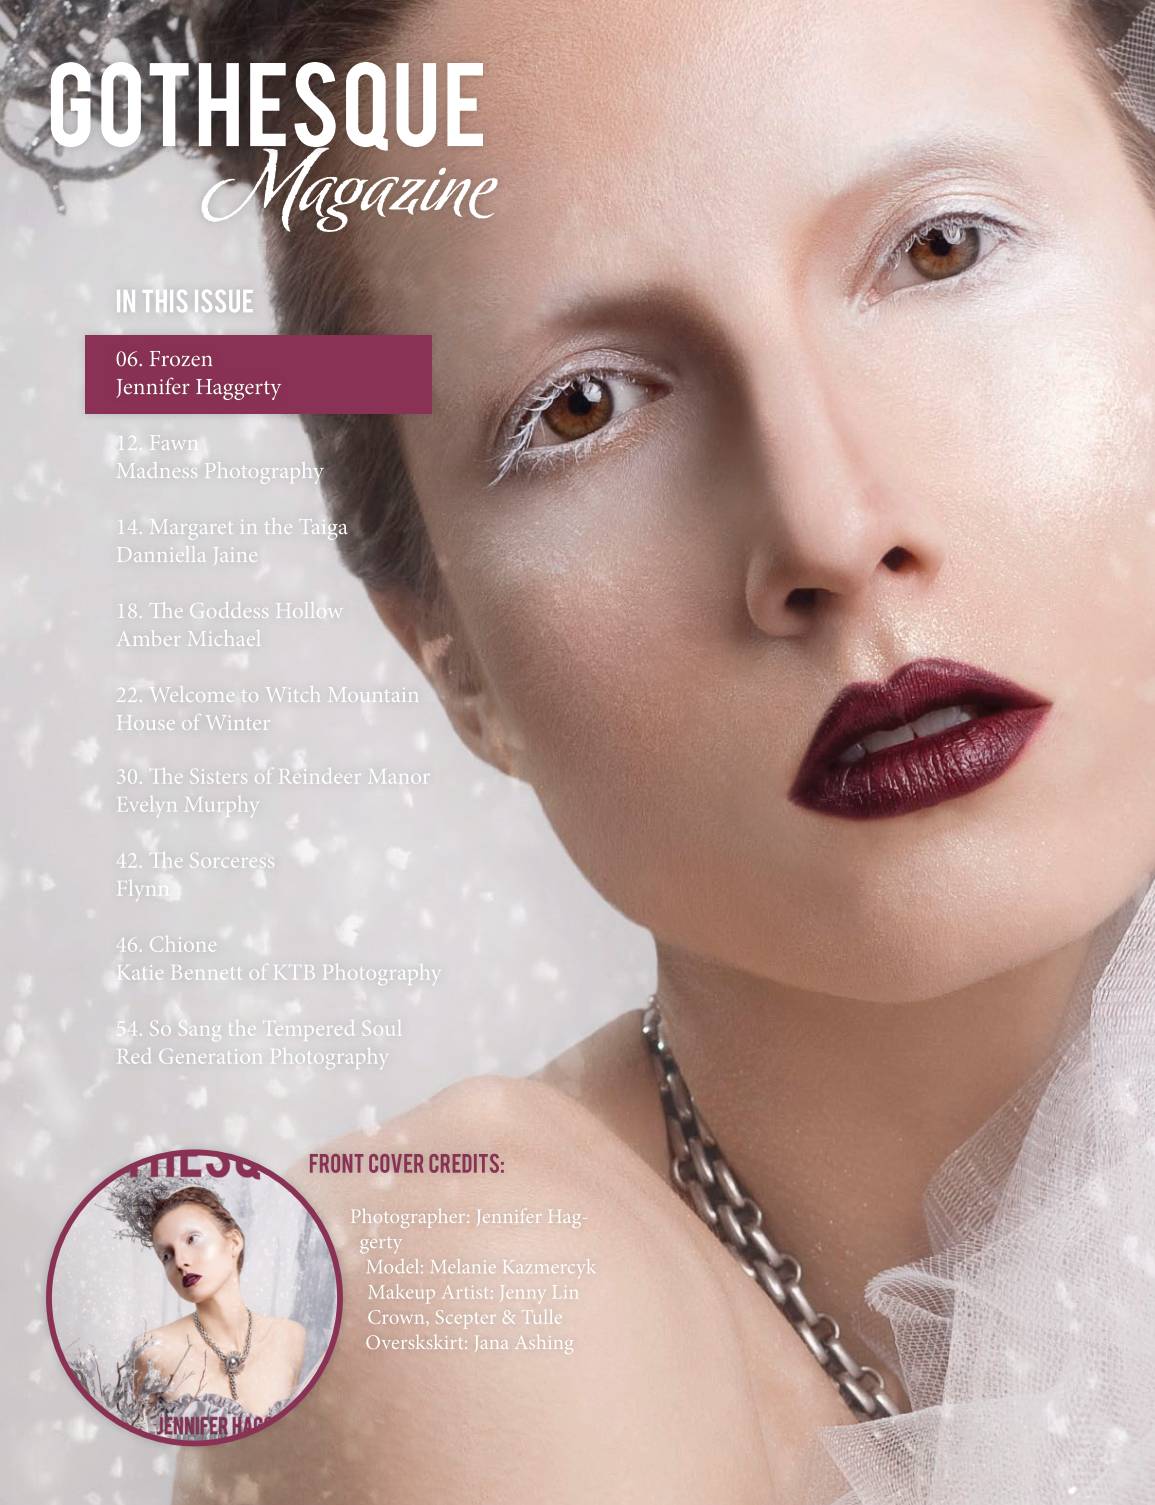 GOTHESQUE
Magazine
IN THIS ISSUE
06. Frozen
Jennifer Haggerty
12. Fawn
Madness Photography
14. Margaret in the Taiga
Danniella Jaine
18. The Goddess Hollow
Amber Michael
22. Welcome to Witch Mountain
House of Winter
30. The Sisters of Reindeer Manor
Evelyn Murphy
42. The Sorceress
Flynn
46. Chione
Katie Bennett of KTB Photography
54. So Sang the Tempered Soul
Red Generation Photography
FRONT COVER CREDITS:
Photographer: Jennifer Hag-
gerty
Model: Melanie Kazmercyk
Makeup Artist: Jenny Lin
Crown, Scepter & Tulle
Overskskirt: Jana Ashing
THESQ
JENNIFER HAGG